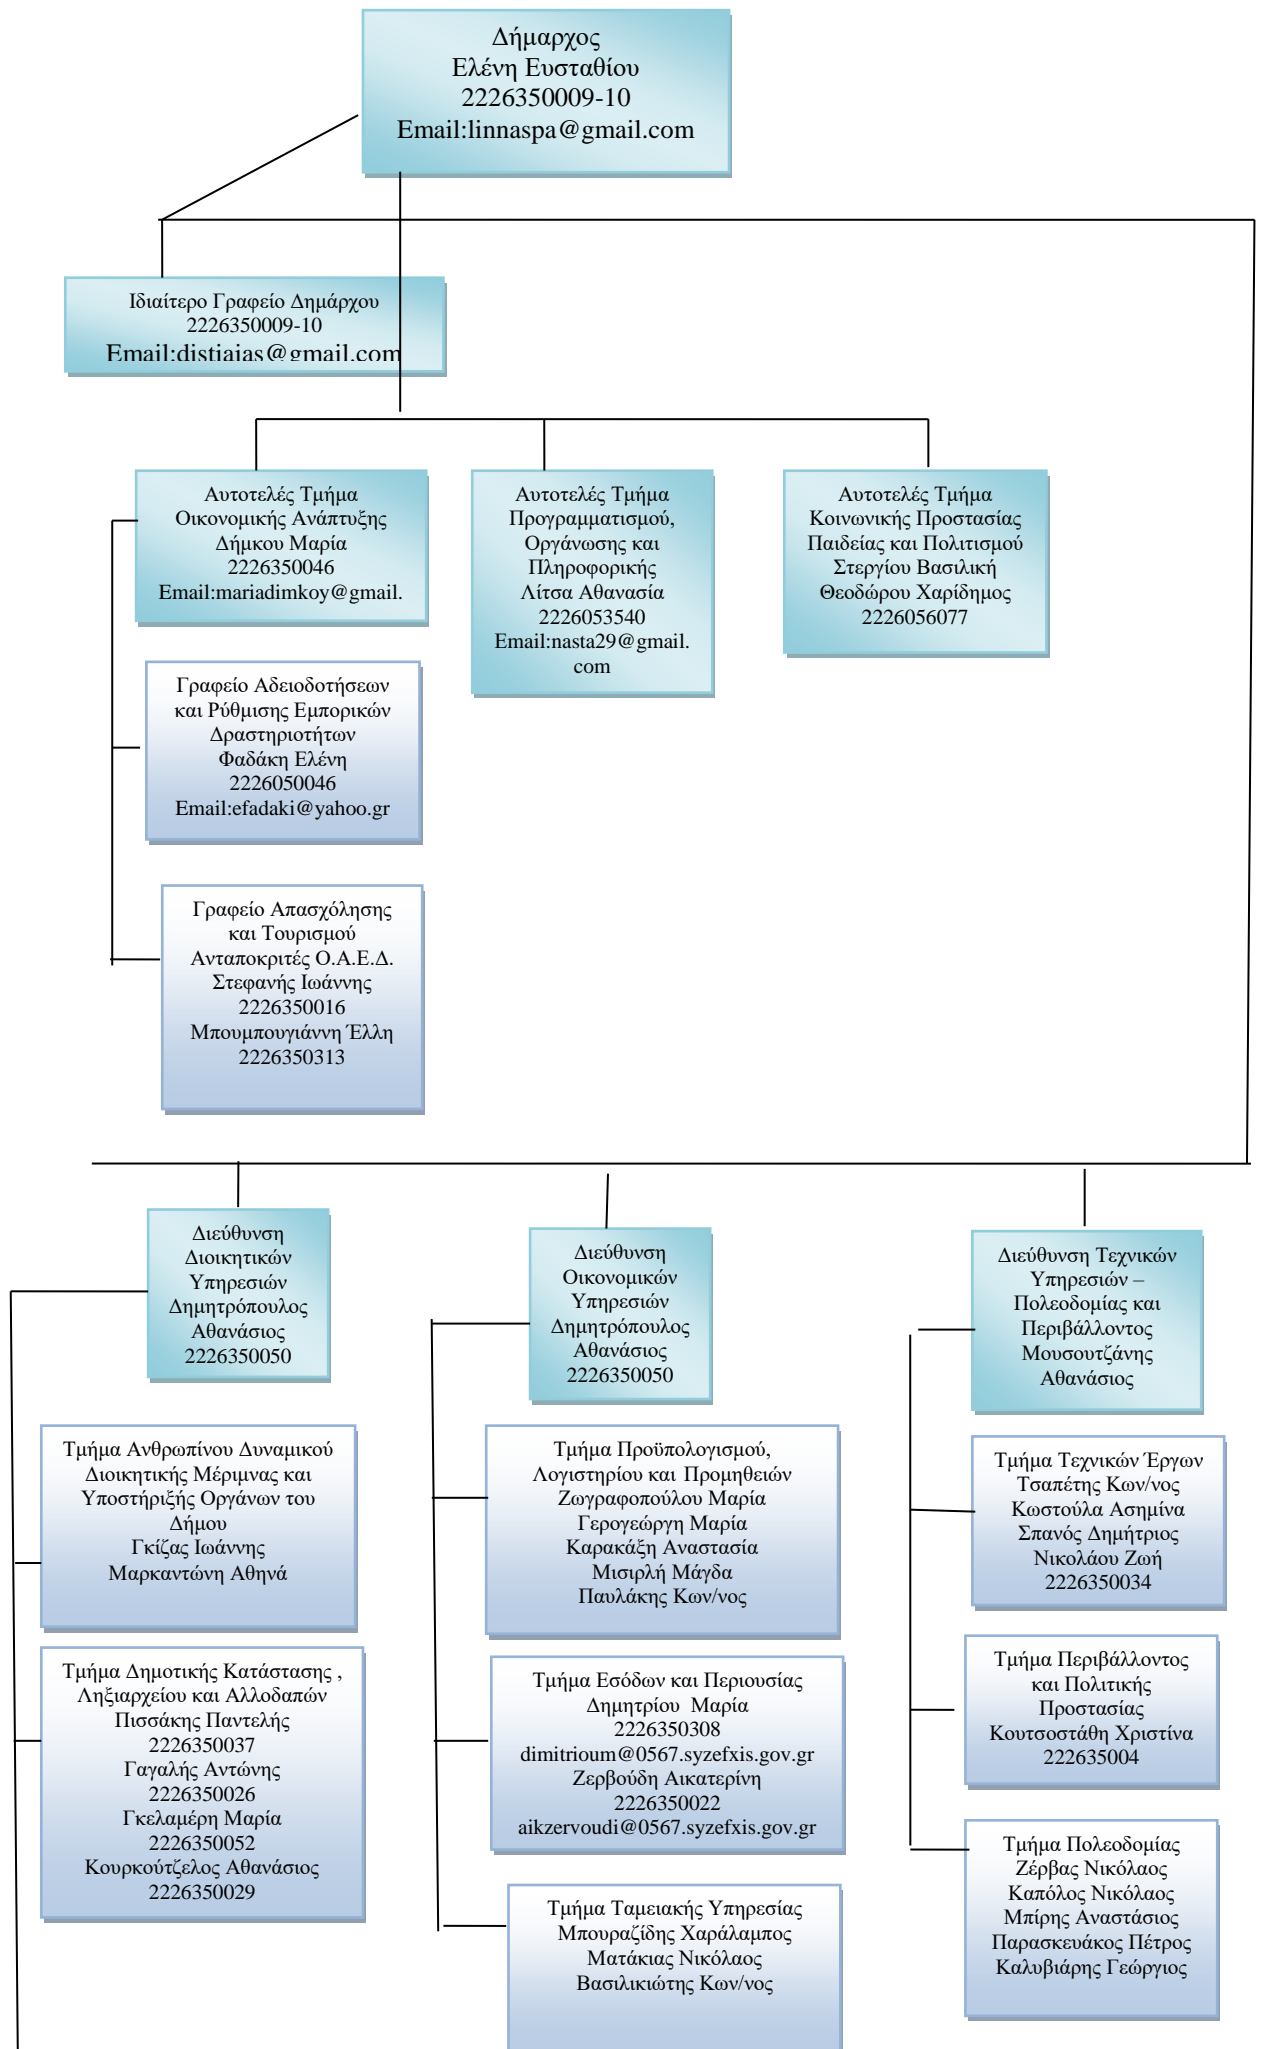 Δήμαρχος
Ελένη Ευσταθίου
2226350009-10
Email:linnaspa@gmail.com
Ιδιαίτερο Γραφείο Δημάρχου
2226350009-10
Email:distiaias@gmail.com
Αυτοτελές Τμήμα
Οικονομικής Ανάπτυξης
Δήμκου Μαρία
2226350046
Email:mariadimkoy@gmail.
Αυτοτελές Τμήμα
Προγραμματισμού,
Οργάνωσης και
Πληροφορικής
Λίτσα Αθανασία
2226053540
Email:nasta29@gmail.
com
Αυτοτελές Τμήμα
Κοινωνικής Προστασίας
Παιδείας και Πολιτισμού
Στεργίου Βασιλική
Θεοδώρου Χαρίδημος
2226056077
Γραφείο Αδειοδοτήσεων
και Ρύθμισης Εμπορικών
Δραστηριοτήτων
Φαδάκη Ελένη
2226050046
Email:efadaki@yahoo.gr
Γραφείο Απασχόλησης
και Τουρισμού
Ανταποκριτές Ο.Α.Ε.Δ.
Στεφανής Ιωάννης
2226350016
Μπουμπουγιάννη Έλλη
2226350313
Διεύθυνση
Διοικητικών
Υπηρεσιών
Δημητρόπουλος
Αθανάσιος
2226350050
Διεύθυνση
Οικονομικών
Υπηρεσιών
Δημητρόπουλος
Αθανάσιος
2226350050
Διεύθυνση Τεχνικών
Υπηρεσιών –
Πολεοδομίας και
Περιβάλλοντος
Μουσουτζάνης
Αθανάσιος
Τμήμα Ανθρωπίνου Δυναμικού
Διοικητικής Μέριμνας και
Υποστήριξής Οργάνων του
Δήμου
Γκίζας Ιωάννης
Μαρκαντώνη Αθηνά
Τμήμα Δημοτικής Κατάστασης ,
Ληξιαρχείου και Αλλοδαπών
Πισσάκης Παντελής
2226350037
Γαγαλής Αντώνης
2226350026
Γκελαμέρη Μαρία
2226350052
Κουρκούτζελος Αθανάσιος
2226350029
Τμήμα Προϋπολογισμού,
Λογιστηρίου και Προμηθειών
Ζωγραφοπούλου Μαρία
Γερογεώργη Μαρία
Καρακάξη Αναστασία
Μισιρλή Μάγδα
Παυλάκης Κων/νος
Τμήμα Εσόδων και Περιουσίας
Δημητρίου  Μαρία
2226350308
dimitrioum@0567.syzefxis.gov.gr
Ζερβούδη Αικατερίνη
2226350022
aikzervoudi@0567.syzefxis.gov.gr
Τμήμα Ταμειακής Υπηρεσίας
Μπουραζίδης Χαράλαμπος
Ματάκιας Νικόλαος
Βασιλικιώτης Κων/νος
Τμήμα Τεχνικών Έργων
Τσαπέτης Κων/νος
Κωστούλα Ασημίνα
Σπανός Δημήτριος
Νικολάου Ζωή
2226350034
Τμήμα Περιβάλλοντος
και Πολιτικής
Προστασίας
Κουτσοστάθη Χριστίνα
222635004
Τμήμα Πολεοδομίας
Ζέρβας Νικόλαος
Καπόλος Νικόλαος
Μπίρης Αναστάσιος
Παρασκευάκος Πέτρος
Καλυβιάρης Γεώργιος